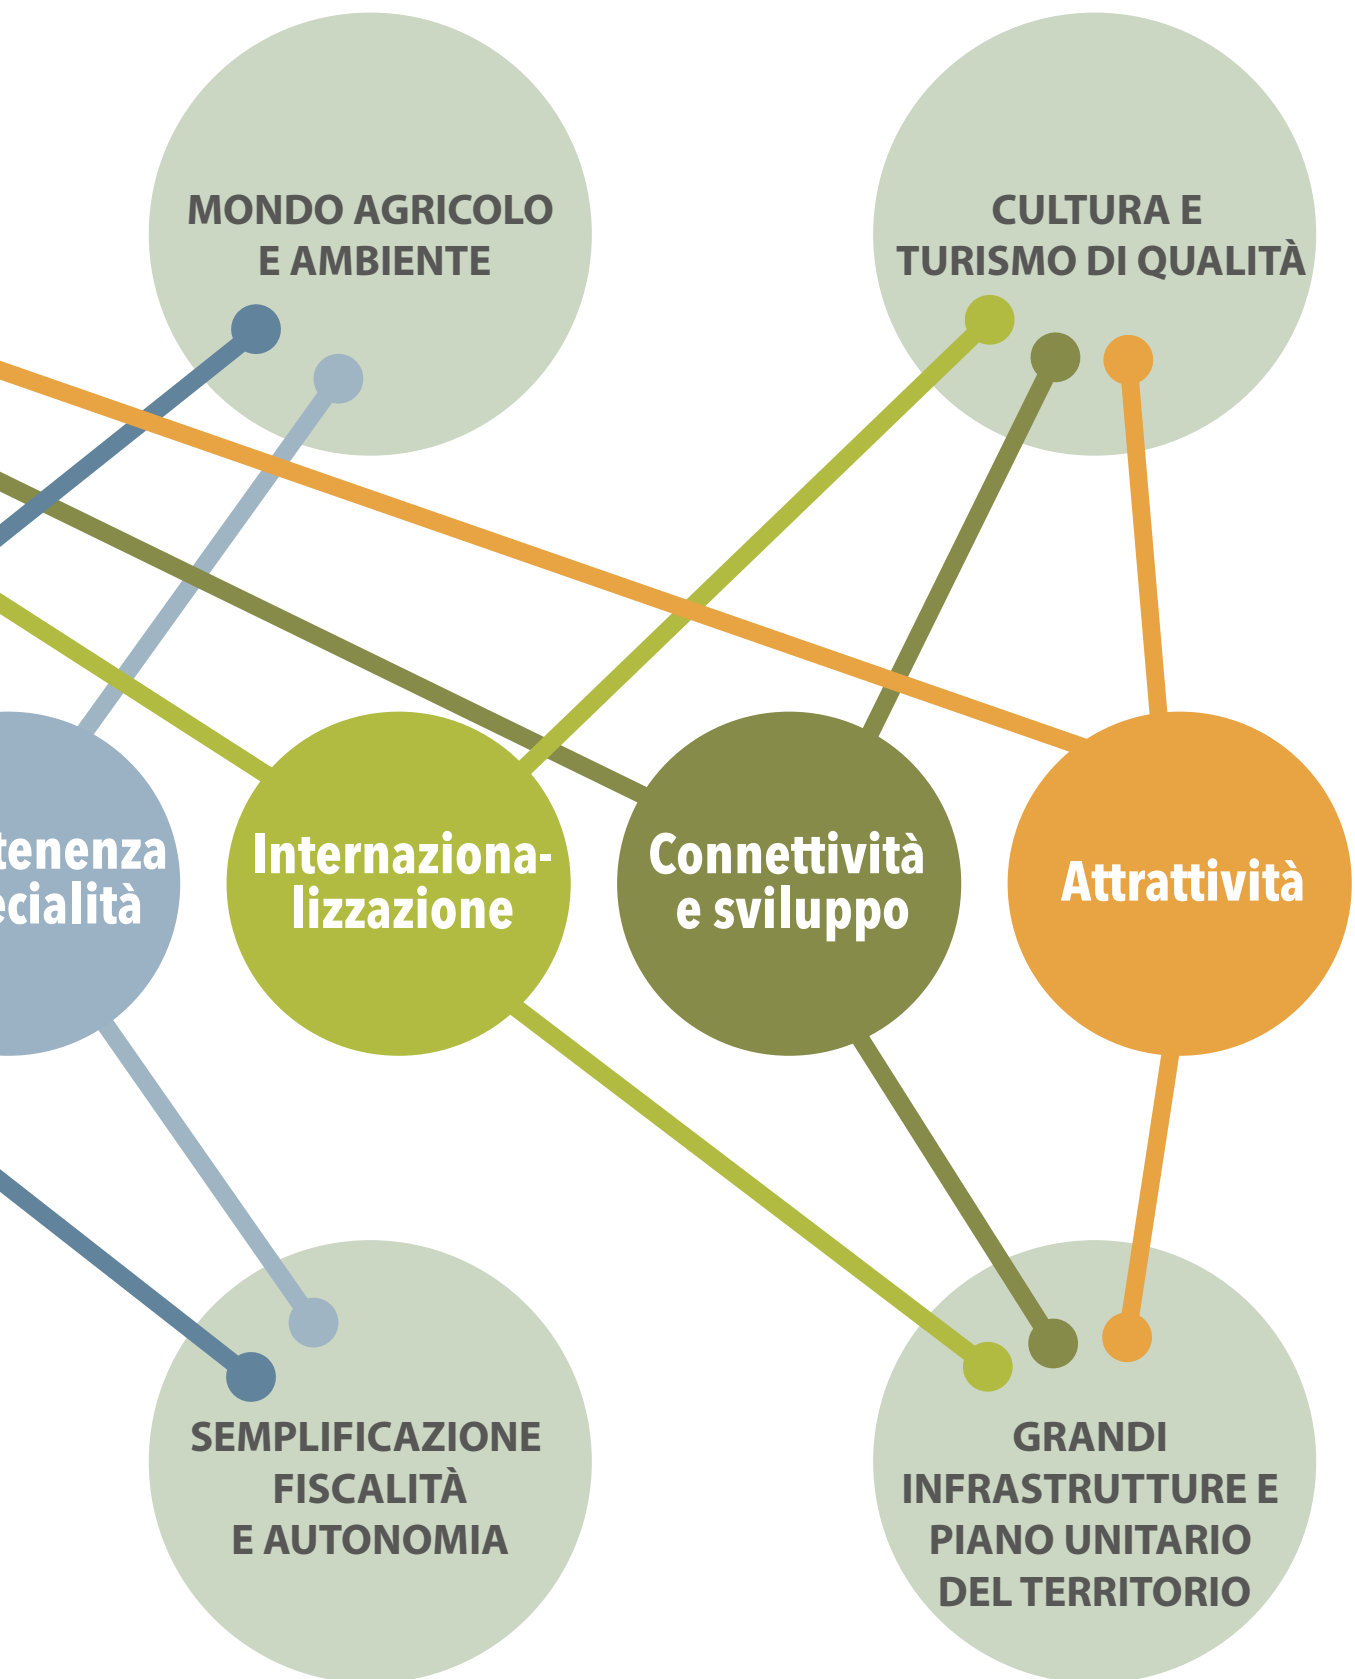 MONDO AGRICOLO
E AMBIENTE
CULTURA E
TURISMO DI QUALITÀ
tenenza
ecialità
Internaziona-
lizzazione
Connettività
e sviluppo
Attrattività
SEMPLIFICAZIONE
FISCALITÀ
E AUTONOMIA
GRANDI
INFRASTRUTTURE E
PIANO UNITARIO
DEL TERRITORIO